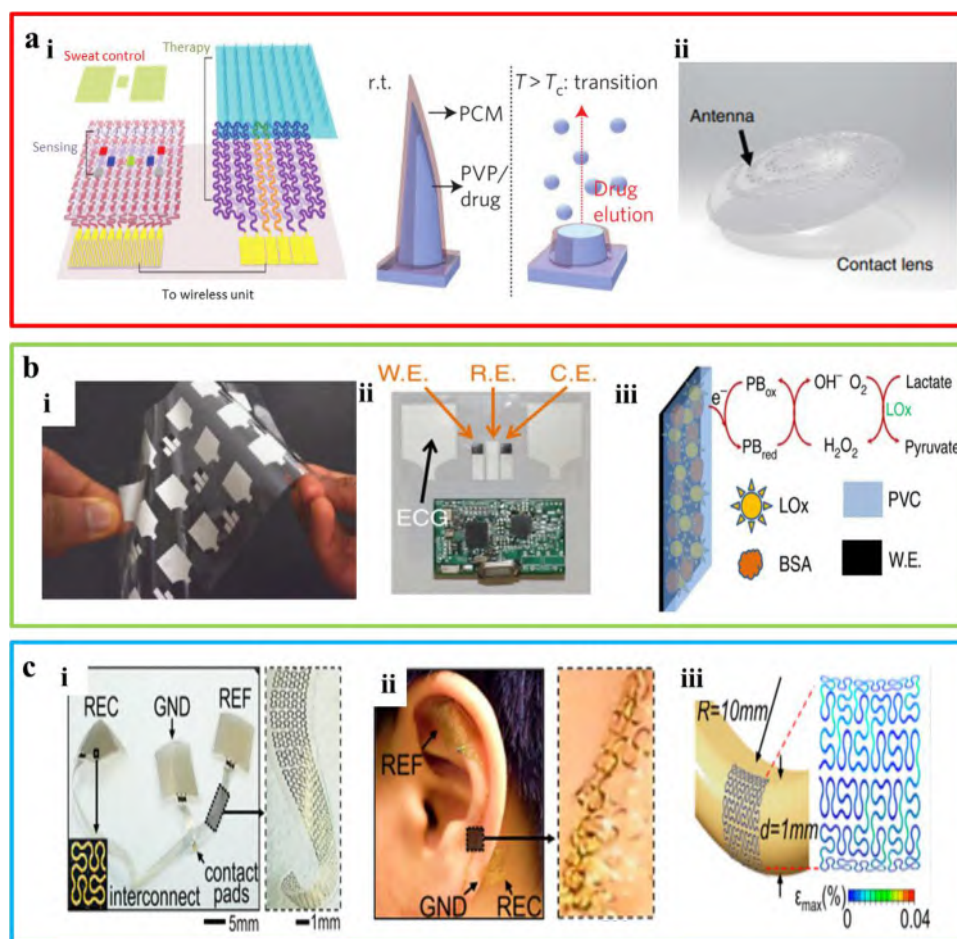 a
i
Sweat control
Therapy
Sensing
To wireless unit
r.t.
PCM
PVP/
drug
T > Tc: transition
Drug
elution
ii
Antenna
Contact lens
b
i
ii
W.E. R.E. C.E.
ECG
iii
e⁻
PBox
OH⁻ O₂
Lactate
LOx
PBred
H₂O₂
Pyruvate
LOx
PVC
BSA
W.E.
c
i
REC
GND
REF
interconnect
contact
pads
5mm
1mm
ii
REF
GND
REC
iii
R=10mm
d=1mm
εmax(%)
0
0.04